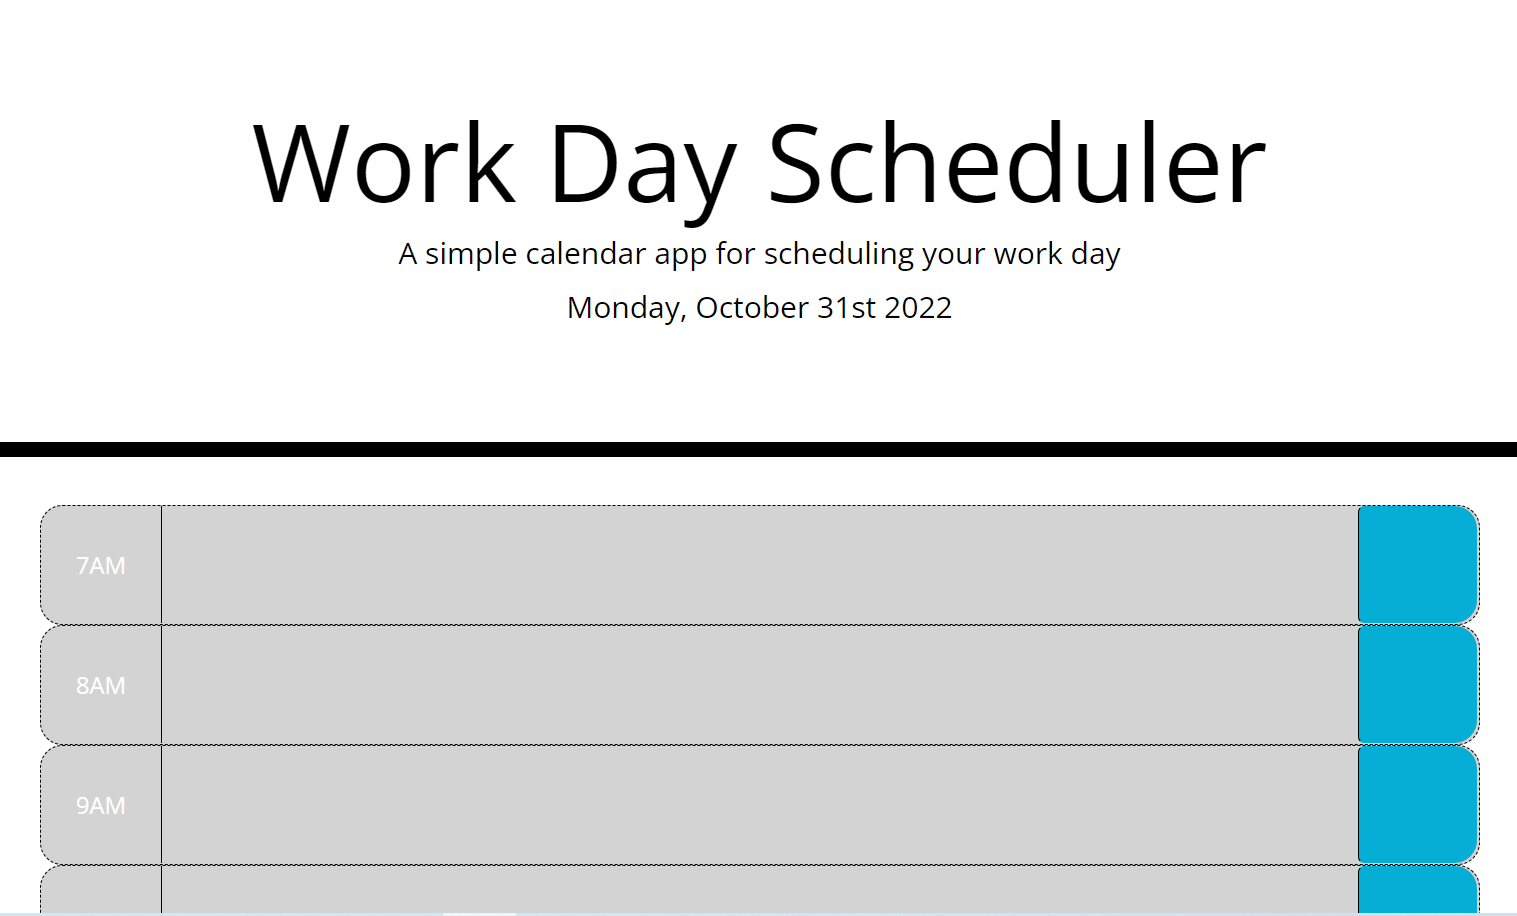 Work Day Scheduler
A simple calendar app for scheduling your work day
Monday, October 31st 2022
7AM
8AM
9AM